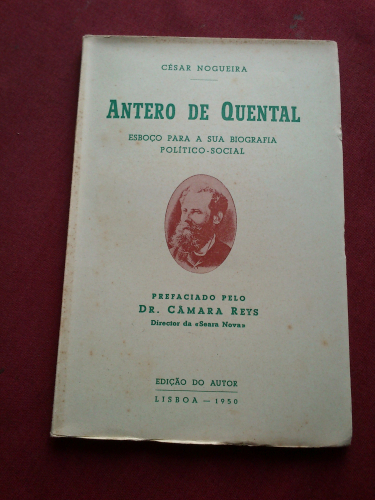 CÉSAR NOGUEIRA
ANTERO DE QUENTAL
ESBOÇO PARA A SUA BIOGRAFIA
POLÍTICO-SOCIAL
PREFACIADO PELO
DR. CÂMARA REYS
Director da «Seara Nova»
EDIÇÃO DO AUTOR
LISBOA — 1950